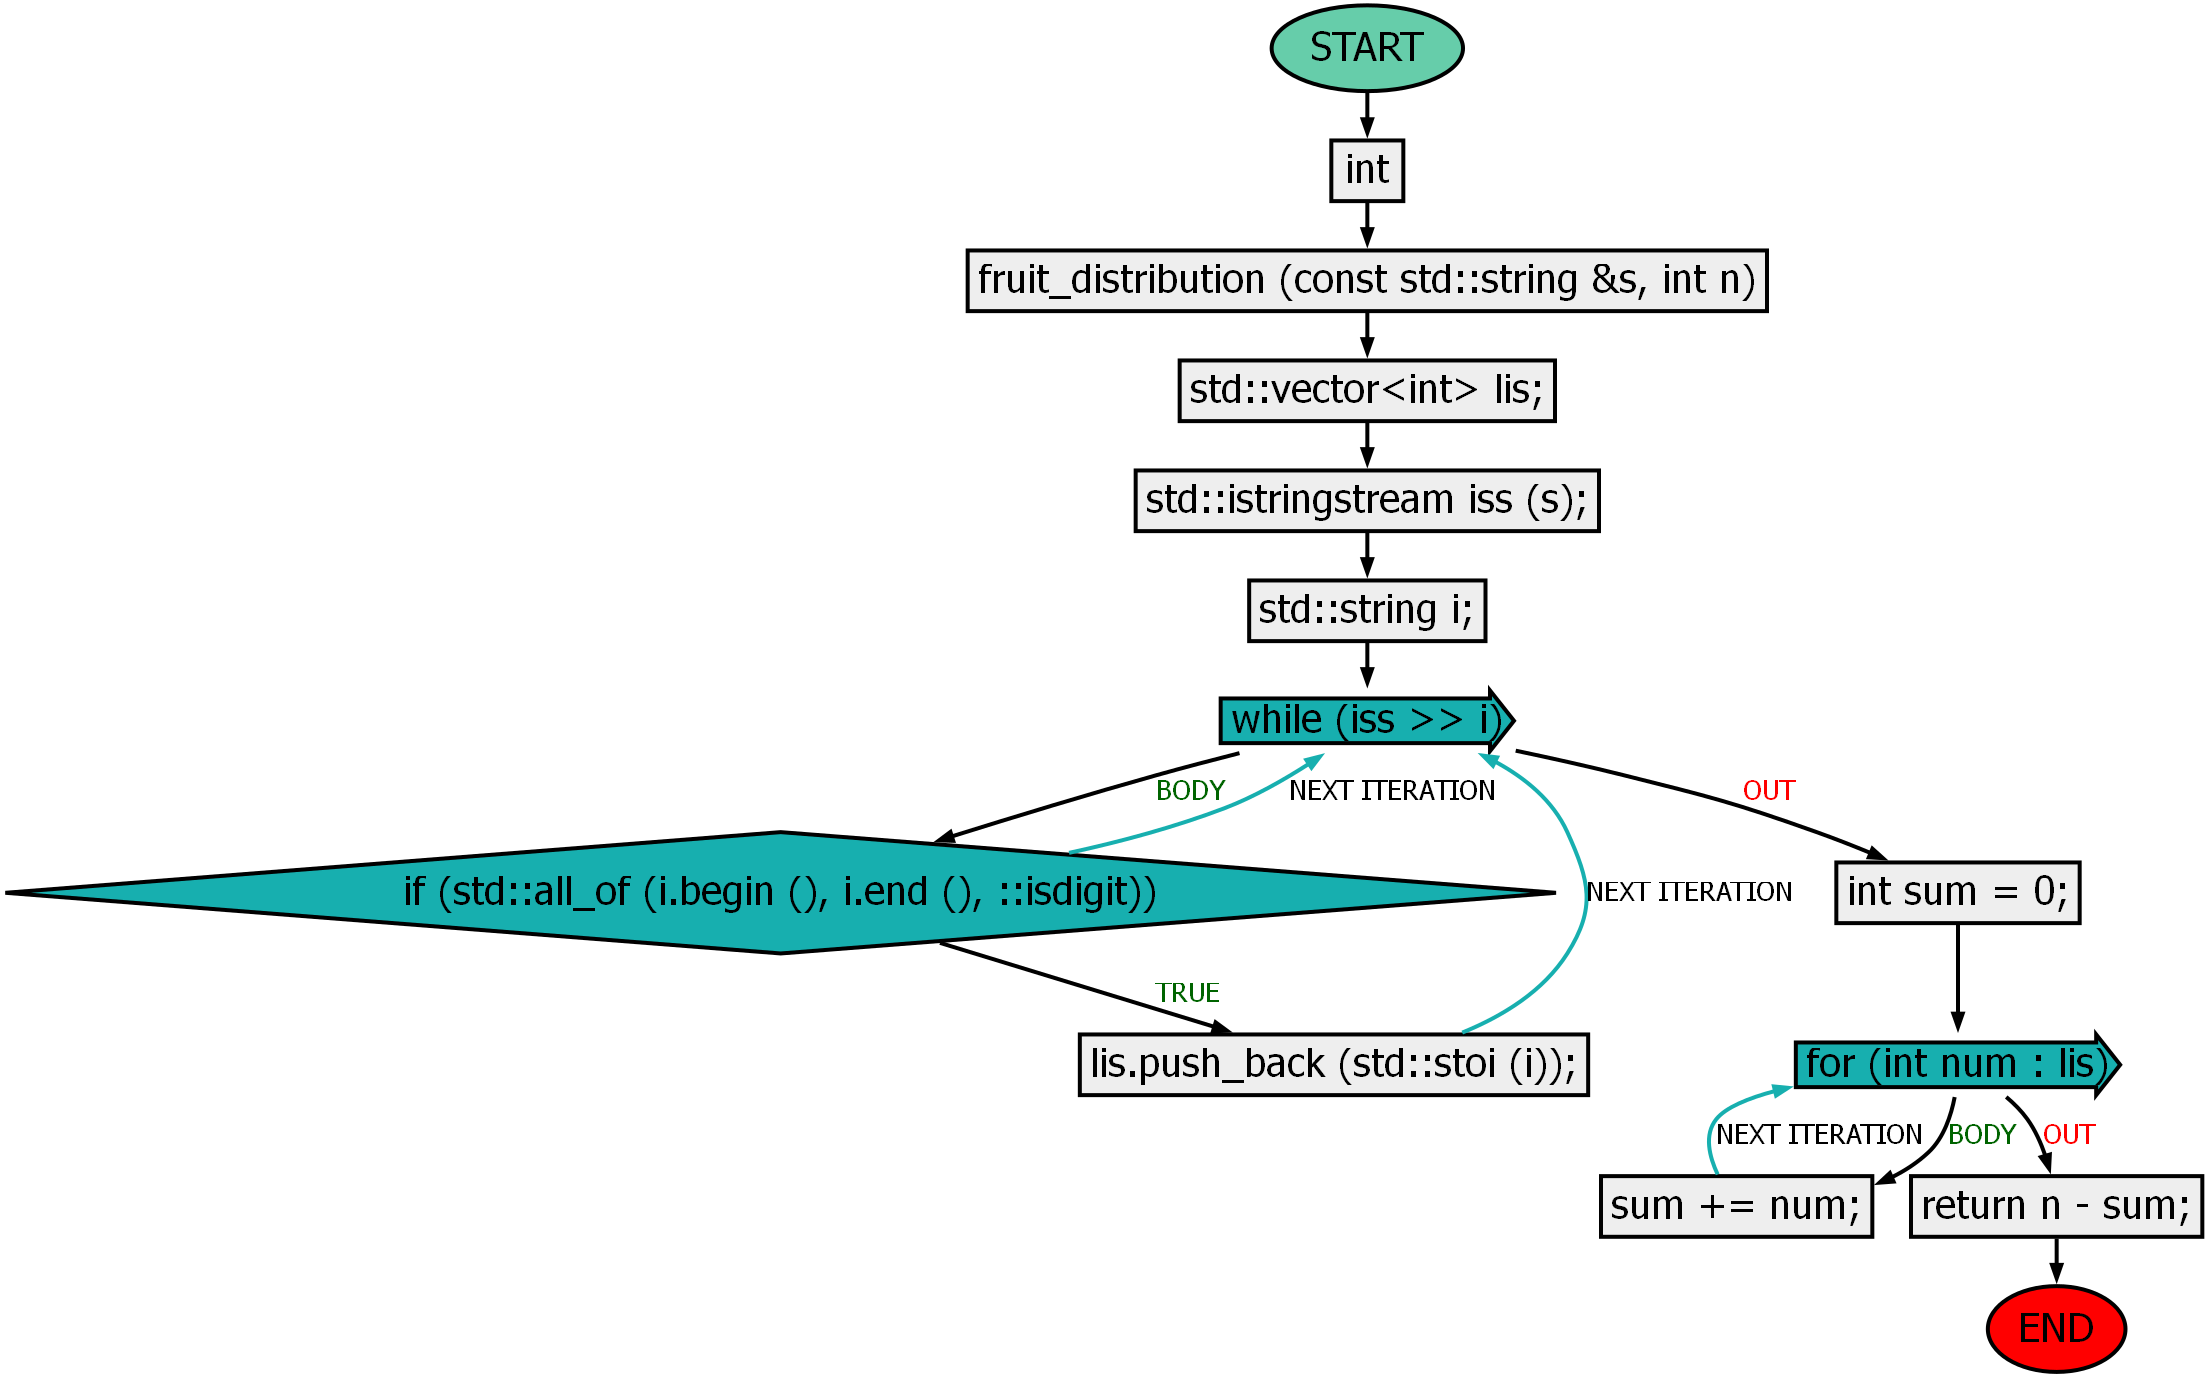 START
int
fruit_distribution (const std::string &s, int n)
std::vector<int> lis;
std::istringstream iss (s);
std::string i;
while (iss >> i)
BODY
NEXT ITERATION
OUT
if (std::all_of (i.begin (), i.end (), ::isdigit))
NEXT ITERATION
int sum = 0;
TRUE
lis.push_back (std::stoi (i));
for (int num : lis)
NEXT ITERATION
BODY
OUT
sum += num;
return n - sum;
END